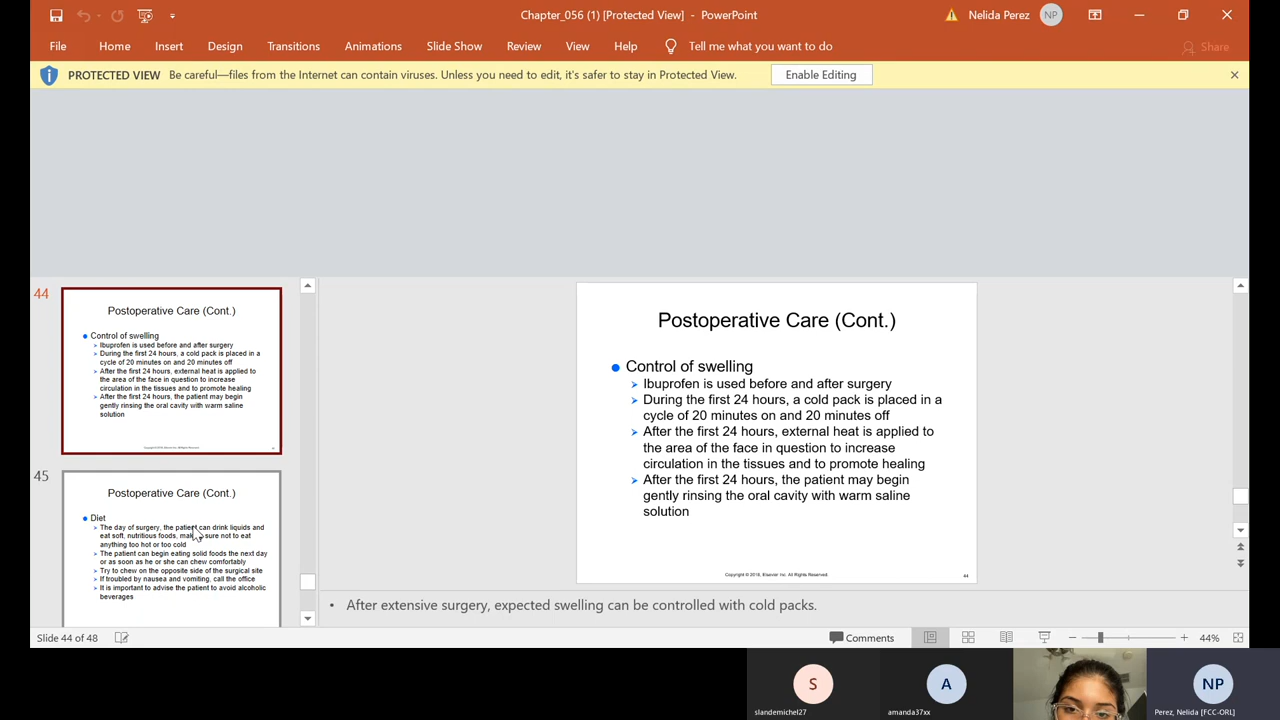 Chapter_056 (1) [Protected View] - PowerPoint
Nelida Perez
NP
File Home Insert Design Transitions Animations Slide Show Review View Help Tell me what you want to do Share
PROTECTED VIEW Be careful—files from the Internet can contain viruses. Unless you need to edit, it's safer to stay in Protected View. Enable Editing
44
Postoperative Care (Cont.)
Control of swelling
Ibuprofen is used before and after surgery
During the first 24 hours, a cold pack is placed in a
cycle of 20 minutes on and 20 minutes off
After the first 24 hours, external heat is applied to
the area of the face in question to increase
circulation in the tissues and to promote healing
After the first 24 hours, the patient may begin
gently rinsing the oral cavity with warm saline
solution
Copyright © 2018, Elsevier Inc. All Rights Reserved.
44
45
Postoperative Care (Cont.)
Diet
The day of surgery, the patient can drink liquids and
eat soft, nutritious foods, make sure not to eat
anything too hot or too cold
The patient can begin eating solid foods the next day
or as soon as he or she can chew comfortably
Try to chew on the opposite side of the surgical site
If troubled by nausea and vomiting, call the office
It is important to advise the patient to avoid alcoholic
beverages
Postoperative Care (Cont.)
Control of swelling
Ibuprofen is used before and after surgery
During the first 24 hours, a cold pack is placed in a
cycle of 20 minutes on and 20 minutes off
After the first 24 hours, external heat is applied to
the area of the face in question to increase
circulation in the tissues and to promote healing
After the first 24 hours, the patient may begin
gently rinsing the oral cavity with warm saline
solution
Copyright © 2018, Elsevier Inc. All Rights Reserved.
44
• After extensive surgery, expected swelling can be controlled with cold packs.
Slide 44 of 48
Comments
44%
S
slandemichel27
A
amanda37xx
NP
Perez, Nelida [FCC-ORL]